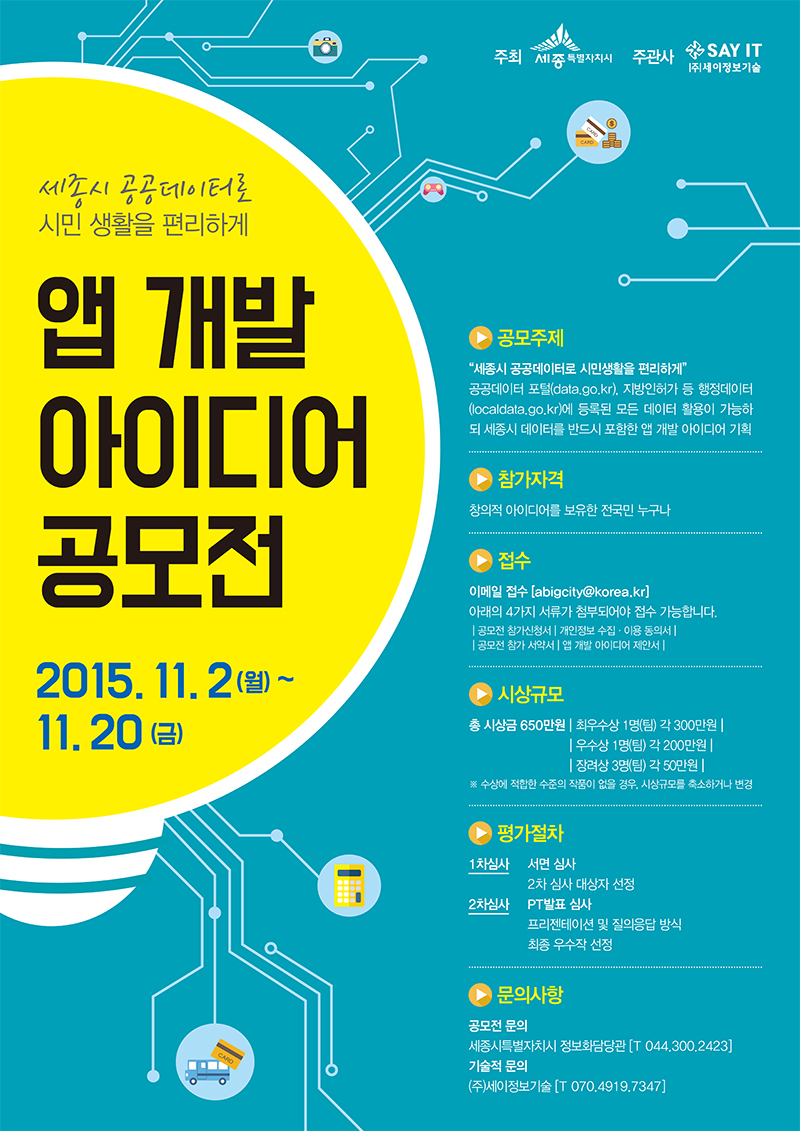 주최 세종특별자치시 주관사 SAY IT
(주)세이정보기술
CARD
CARD
세종시 공공데이터로
시민 생활을 편리하게
앱 개발
아이디어
공모전
2015. 11. 2 (월) ~
11. 20 (금)
공모주제
“세종시 공공데이터로 시민생활을 편리하게”
공공데이터 포털(data.go.kr), 지방인허가 등 행정데이터
(localdata.go.kr)에 등록된 모든 데이터 활용이 가능하
되 세종시 데이터를 반드시 포함한 앱 개발 아이디어 기획
참가자격
창의적 아이디어를 보유한 전국민 누구나
접수
이메일 접수 [abigcity@korea.kr]
아래의 4가지 서류가 첨부되어야 접수 가능합니다.
| 공모전 참가신청서 | 개인정보 수집 · 이용 동의서 |
| 공모전 참가 서약서 | 앱 개발 아이디어 제안서 |
시상규모
총 시상금 650만원 | 최우수상 1명(팀) 각 300만원 |
| 우수상 1명(팀) 각 200만원 |
| 장려상 3명(팀) 각 50만원 |
※ 수상에 적합한 수준의 작품이 없을 경우, 시상규모를 축소하거나 변경
평가절차
1차심사 서면 심사
2차 심사 대상자 선정
2차심사 PT발표 심사
프리젠테이션 및 질의응답 방식
최종 우수작 선정
문의사항
공모전 문의
세종시특별자치시 정보화담당관 [T 044.300.2423]
기술적 문의
(주)세이정보기술 [T 070.4919.7347]
CARD